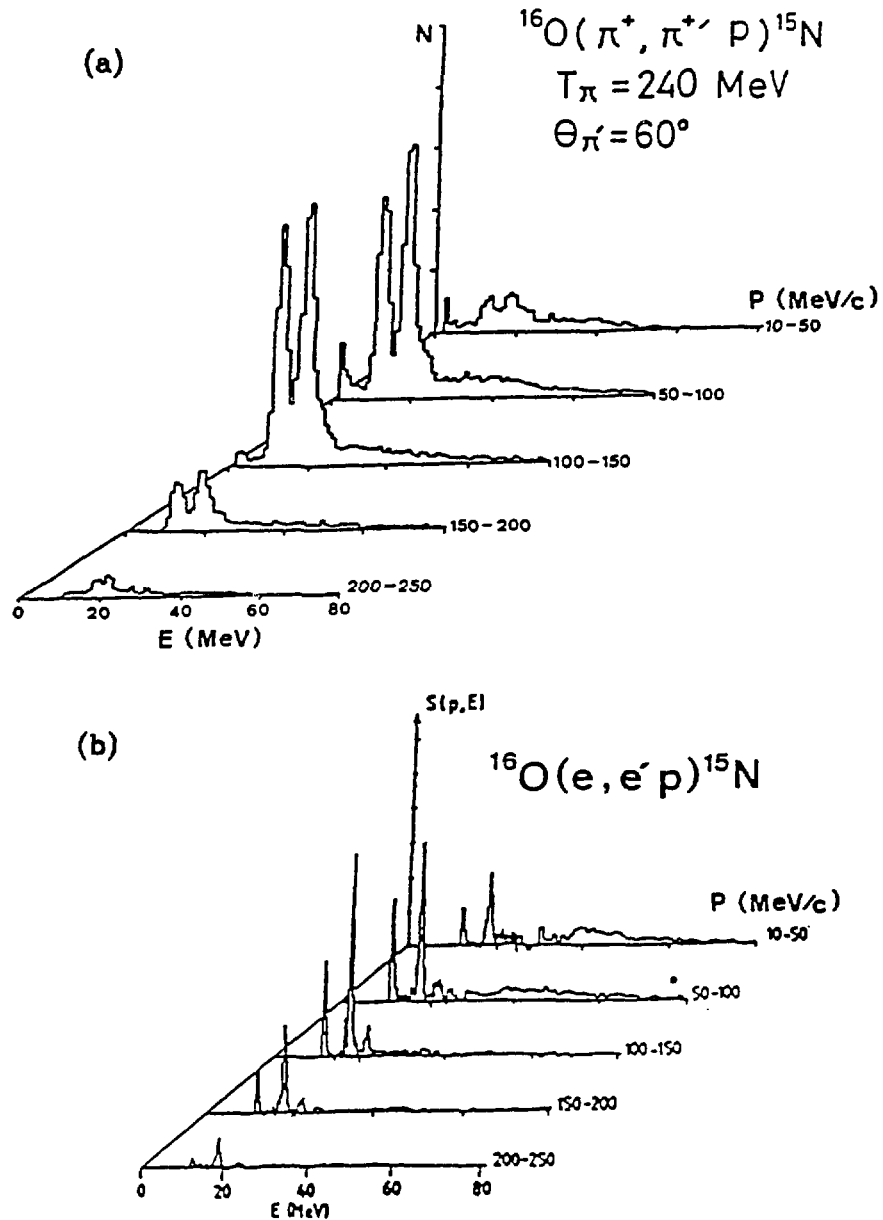 (a)
N
¹⁶O(π⁺, π⁺′ p)¹⁵N
Tπ = 240 MeV
θπ′ = 60°
P (MeV/c)
10-50
50-100
100-150
150-200
200-250
0 20 40 60 80
E (MeV)
(b)
S(p,E)
¹⁶O(e, e′ p)¹⁵N
P (MeV/c)
10-50
50-100
100-150
150-200
200-250
0 20 40 60 80
E (MeV)